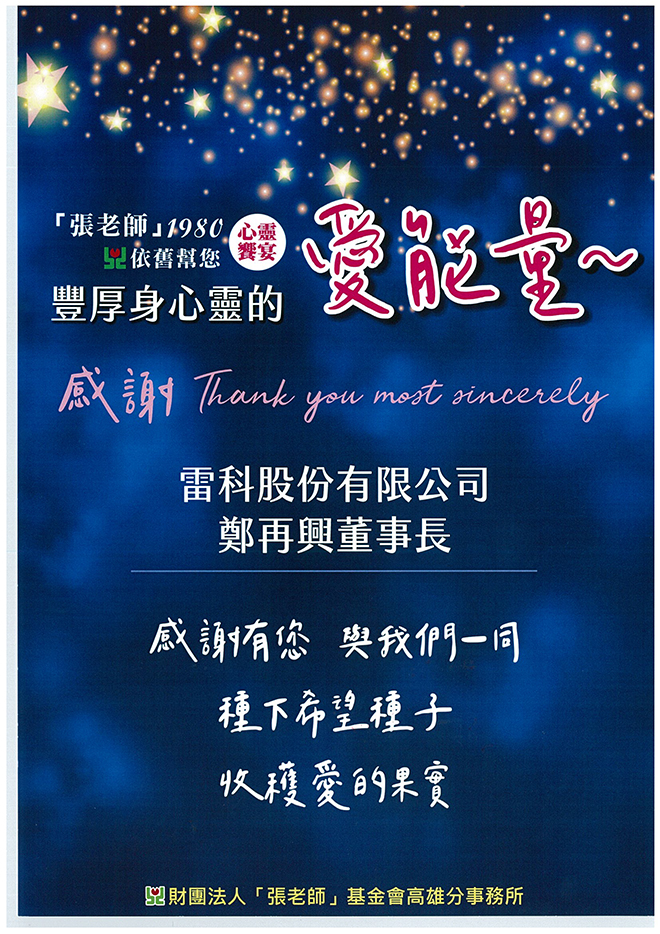 「張老師」1980
依舊幫您
心靈
饗宴
豐厚身心靈的
愛能量~
感謝 Thank you most sincerely
雷科股份有限公司
鄭再興董事長
感謝有您 與我們一同
種下希望種子
收穫愛的果實
財團法人「張老師」基金會高雄分事務所